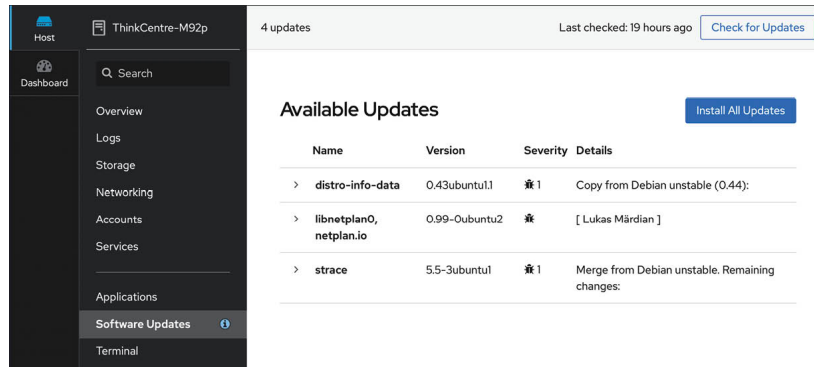 Host
Dashboard
ThinkCentre-M92p
Search
Overview
Logs
Storage
Networking
Accounts
Services
Applications
Software Updates
Terminal
4 updates
Last checked: 19 hours ago
Check for Updates
Available Updates
Install All Updates
Name Version Severity Details
distro-info-data 0.43ubuntu1.1 1 Copy from Debian unstable (0.44):
libnetplan0, 0.99-0ubuntu2 [ Lukas Märdian ]
netplan.io
strace 5.5-3ubuntu1 1 Merge from Debian unstable. Remaining
changes: